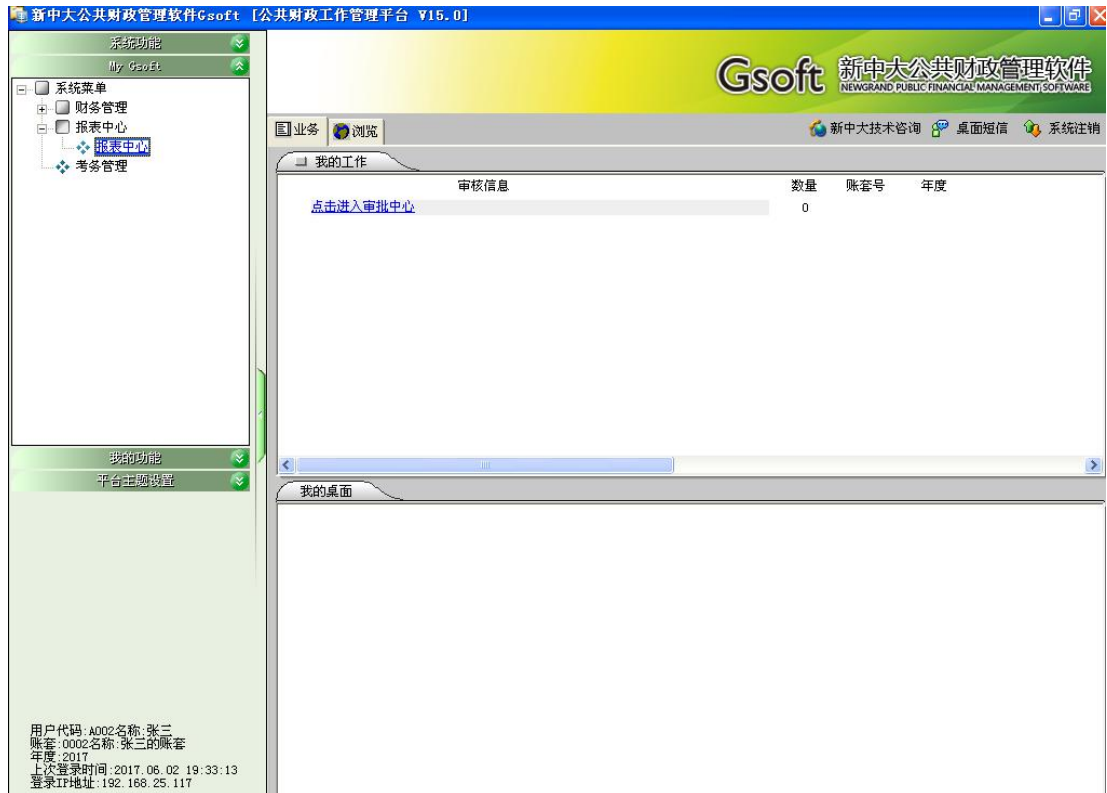 新中大公共财政管理软件Gsoft [公共财政工作管理平台 V15.0]
系统功能
My Gsoft
系统菜单
财务管理
报表中心
报表中心
考务管理
我的功能
平台主题设置
用户代码:A002名称:张三
账套:0002名称:张三的账套
年度:2017
上次登录时间:2017.06.02 19:33:13
登录IP地址:192.168.25.117
Gsoft 新中大公共财政管理软件
NEWGRAND PUBLIC FINANCIAL MANAGEMENT SOFTWARE
业务 浏览 新中大技术咨询 桌面短信 系统注销
我的工作
审核信息 数量 账套号 年度
点击进入审批中心 0
我的桌面